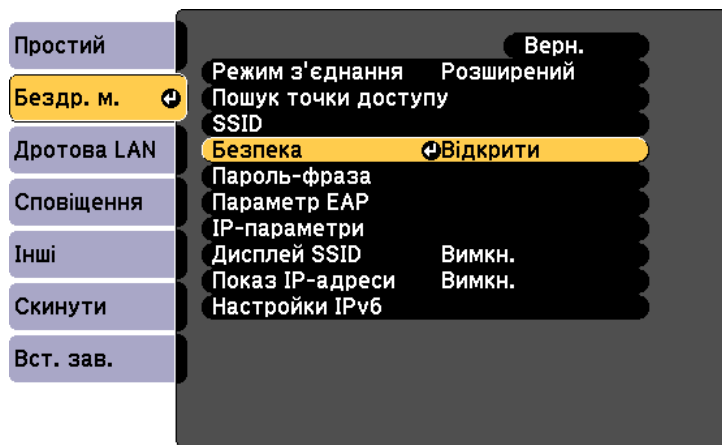 Простий
Бездр. м.
Дротова LAN
Сповіщення
Інші
Скинути
Вст. зав.
Верн.
Режим з'єднання Розширений
Пошук точки доступу
SSID
Безпека Відкрити
Пароль-фраза
Параметр EAP
IP-параметри
Дисплей SSID Вимкн.
Показ IP-адреси Вимкн.
Настройки IPv6